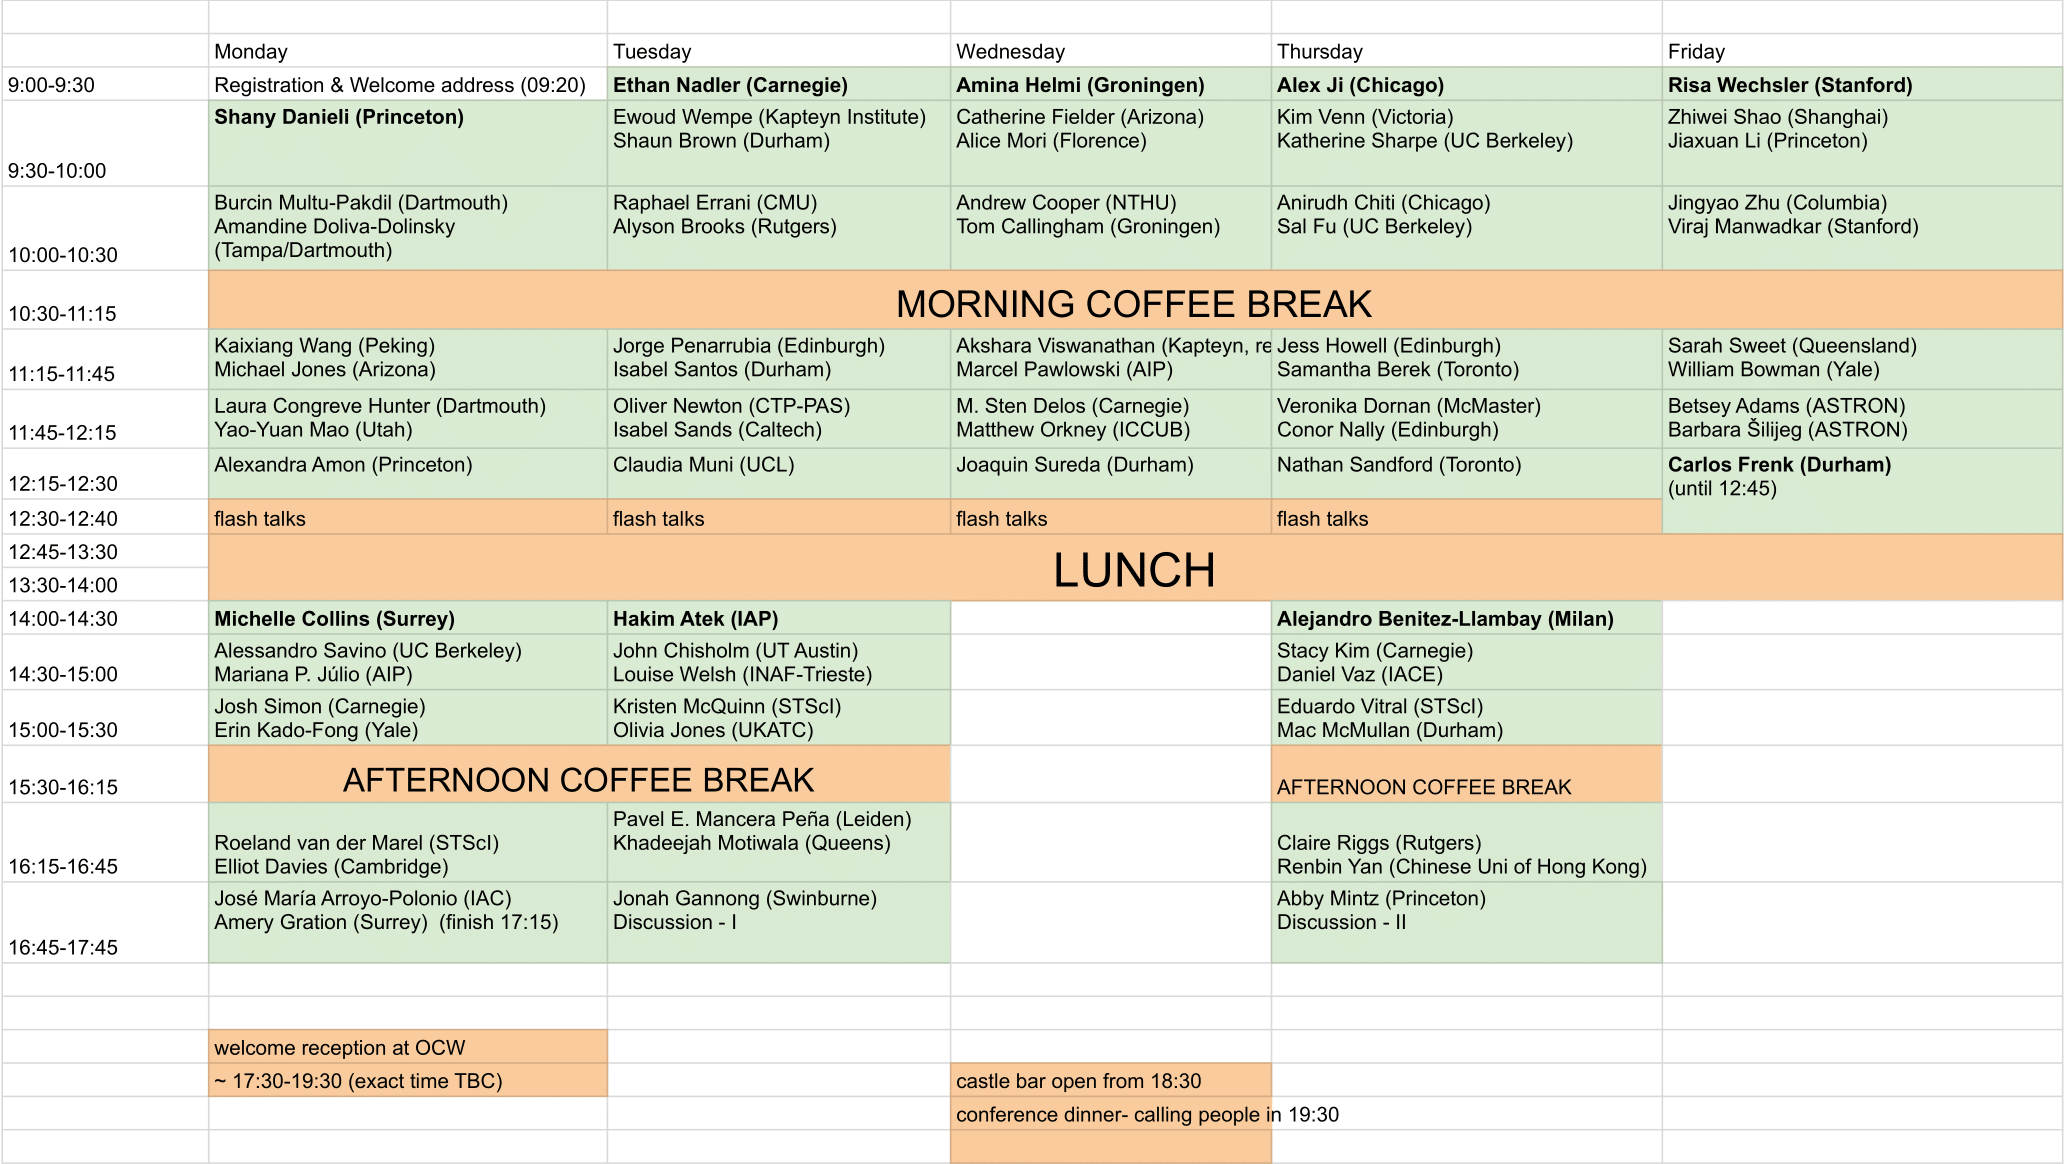 Monday Tuesday Wednesday Thursday Friday
9:00-9:30 Registration & Welcome address (09:20) Ethan Nadler (Carnegie) Amina Helmi (Groningen) Alex Ji (Chicago) Risa Wechsler (Stanford)
Shany Danieli (Princeton) Ewoud Wempe (Kapteyn Institute) Catherine Fielder (Arizona) Kim Venn (Victoria) Zhiwei Shao (Shanghai)
Shaun Brown (Durham) Alice Mori (Florence) Katherine Sharpe (UC Berkeley) Jiaxuan Li (Princeton)
9:30-10:00
Burcin Multu-Pakdil (Dartmouth) Raphael Errani (CMU) Andrew Cooper (NTHU) Anirudh Chiti (Chicago) Jingyao Zhu (Columbia)
Amandine Doliva-Dolinsky Alyson Brooks (Rutgers) Tom Callingham (Groningen) Sal Fu (UC Berkeley) Viraj Manwadkar (Stanford)
10:00-10:30 (Tampa/Dartmouth)
10:30-11:15 MORNING COFFEE BREAK
Kaixiang Wang (Peking) Jorge Penarrubia (Edinburgh) Akshara Viswanathan (Kapteyn, re Jess Howell (Edinburgh) Sarah Sweet (Queensland)
11:15-11:45 Michael Jones (Arizona) Isabel Santos (Durham) Marcel Pawlowski (AIP) Samantha Berek (Toronto) William Bowman (Yale)
Laura Congreve Hunter (Dartmouth) Oliver Newton (CTP-PAS) M. Sten Delos (Carnegie) Veronika Dornan (McMaster) Betsey Adams (ASTRON)
11:45-12:15 Yao-Yuan Mao (Utah) Isabel Sands (Caltech) Matthew Orkney (ICCUB) Conor Nally (Edinburgh) Barbara Šilijeg (ASTRON)
Alexandra Amon (Princeton) Claudia Muni (UCL) Joaquin Sureda (Durham) Nathan Sandford (Toronto) Carlos Frenk (Durham)
12:15-12:30 (until 12:45)
12:30-12:40 flash talks flash talks flash talks flash talks
12:45-13:30
LUNCH
13:30-14:00
14:00-14:30 Michelle Collins (Surrey) Hakim Atek (IAP) Alejandro Benitez-Llambay (Milan)
Alessandro Savino (UC Berkeley) John Chisholm (UT Austin) Stacy Kim (Carnegie)
14:30-15:00 Mariana P. Júlio (AIP) Louise Welsh (INAF-Trieste) Daniel Vaz (IACE)
Josh Simon (Carnegie) Kristen McQuinn (STScI) Eduardo Vitral (STScI)
15:00-15:30 Erin Kado-Fong (Yale) Olivia Jones (UKATC) Mac McMullan (Durham)
15:30-16:15 AFTERNOON COFFEE BREAK AFTERNOON COFFEE BREAK
Pavel E. Mancera Peña (Leiden)
Roeland van der Marel (STScI) Khadeejah Motiwala (Queens) Claire Riggs (Rutgers)
16:15-16:45 Elliot Davies (Cambridge) Renbin Yan (Chinese Uni of Hong Kong)
José María Arroyo-Polonio (IAC) Jonah Gannong (Swinburne) Abby Mintz (Princeton)
Amery Gration (Surrey) (finish 17:15) Discussion - I Discussion - II
16:45-17:45
welcome reception at OCW
~ 17:30-19:30 (exact time TBC) castle bar open from 18:30
conference dinner- calling people in 19:30